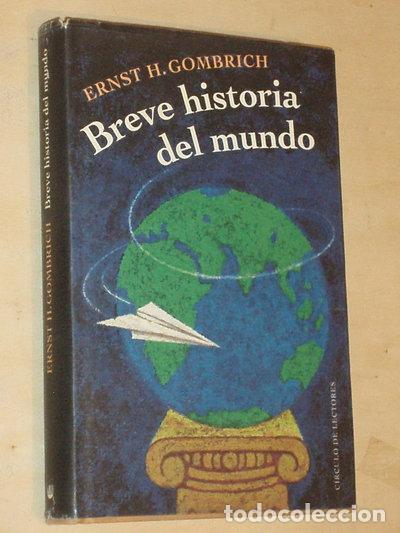 ERNST H. GOMBRICH
Breve historia
del mundo
CÍRCULO DE LECTORES
ERNST H. GOMBRICH Breve historia del mundo
todocoleccion